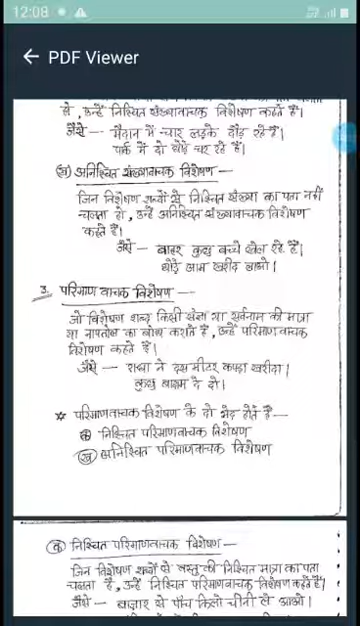 12:08
PDF Viewer
से, उन्हें निश्चित संख्यावाचक विशेषण कहते हैं।
जैसे — मैदान में चार लड़के दौड़ रहे हैं।
पार्क में दो घोड़े चर रहे हैं।
(ख) अनिश्चित संख्यावाचक विशेषण —
जिन विशेषण शब्दों से निश्चित संख्या का पता नहीं
चलता हो, उन्हें अनिश्चित संख्यावाचक विशेषण
कहते हैं।
जैसे — बाहर कुछ बच्चे खेल रहे हैं।
थोड़े आम खरीद लाओ।
3. परिमाण वाचक विशेषण —
जो विशेषण शब्द किसी संज्ञा या सर्वनाम की मात्रा
या नापतोल का बोध कराते हैं, उन्हें परिमाणवाचक
विशेषण कहते हैं।
जैसे — राधा ने दस मीटर कपड़ा खरीदा।
कुछ बादाम दे दो।
* परिमाणवाचक विशेषण के दो भेद होते हैं —
(क) निश्चित परिमाणवाचक विशेषण
(ख) अनिश्चित परिमाणवाचक विशेषण
(क) निश्चित परिमाणवाचक विशेषण —
जिन विशेषण शब्दों से वस्तु की निश्चित मात्रा का पता
चलता है, उन्हें निश्चित परिमाणवाचक विशेषण कहते हैं।
जैसे — बाज़ार से पाँच किलो चीनी ले आओ।